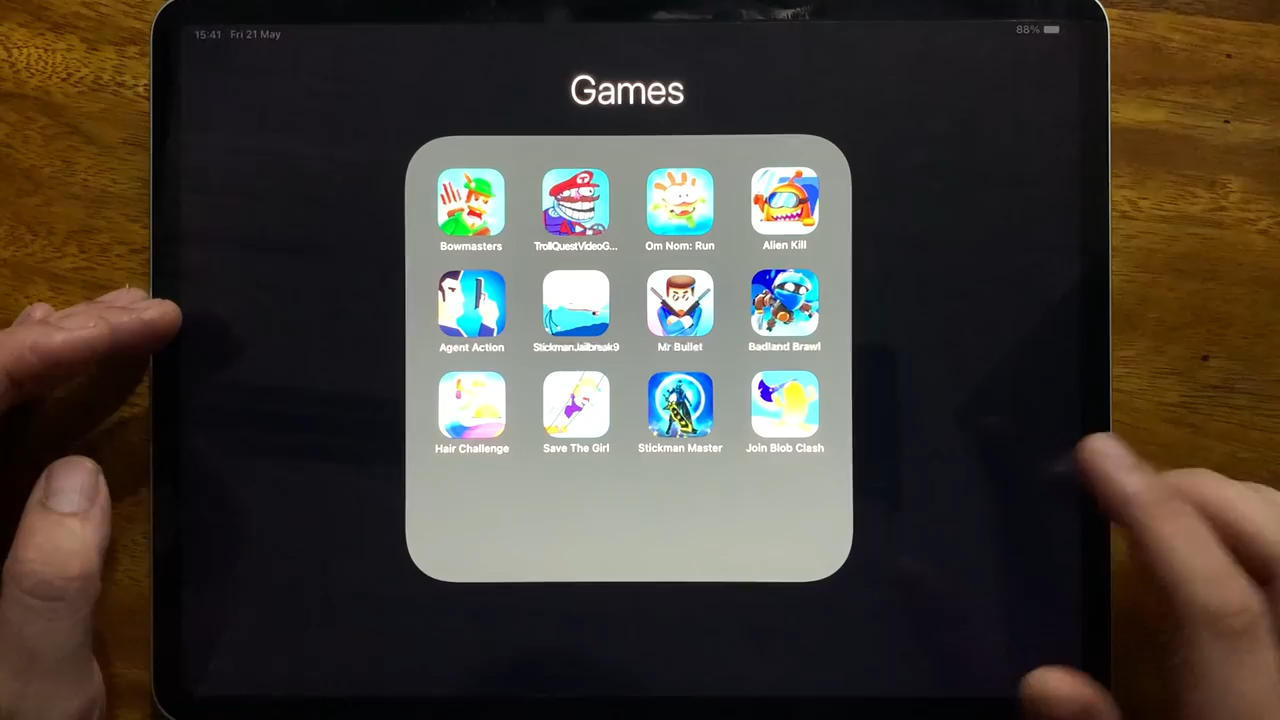 15:41 Fri 21 May
88%
Games
Bowmasters
TrollQuestVideoG...
Om Nom: Run
Alien Kill
Agent Action
StickmanJailbreak9
Mr Bullet
Badland Brawl
Hair Challenge
Save The Girl
Stickman Master
Join Blob Clash